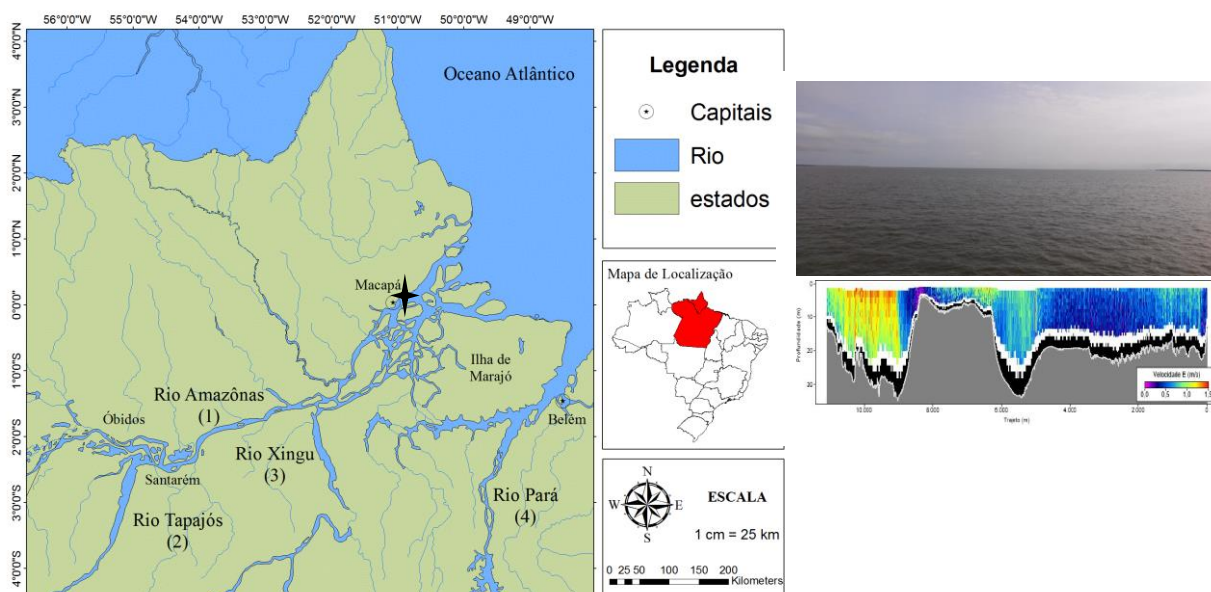 56°0'0"W 55°0'0"W 54°0'0"W 53°0'0"W 52°0'0"W 51°0'0"W 50°0'0"W 49°0'0"W
4°0'0"N
3°0'0"N
2°0'0"N
1°0'0"N
0°0'0"
1°0'0"S
2°0'0"S
3°0'0"S
4°0'0"S
Oceano Atlântico
Macapá
Ilha de
Marajó
Rio Amazônas
(1)
Óbidos
Belém
Rio Xingu
(3)
Santarém
Rio Pará
(4)
Rio Tapajós
(2)
Legenda
Capitais
Rio
estados
Mapa de Localização
N
W E
S
ESCALA
1 cm = 25 km
0 25 50 100 150 200
Kilometers
Profundidade (m)
0
10
20
Velocidade E (m/s)
0.0 0.5 1.0 1.5
10.000 8.000 6.000 4.000 2.000 0
Trajeto (m)